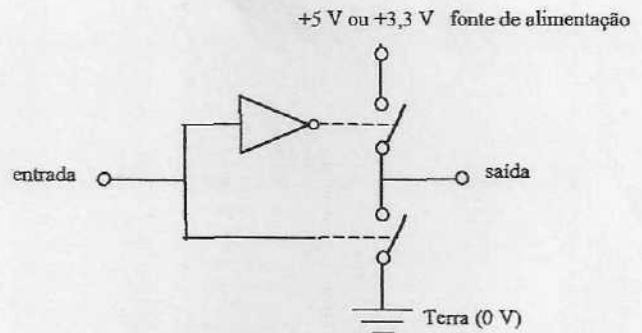 +5 V ou +3,3 V fonte de alimentação
entrada
saída
Terra (0 V)